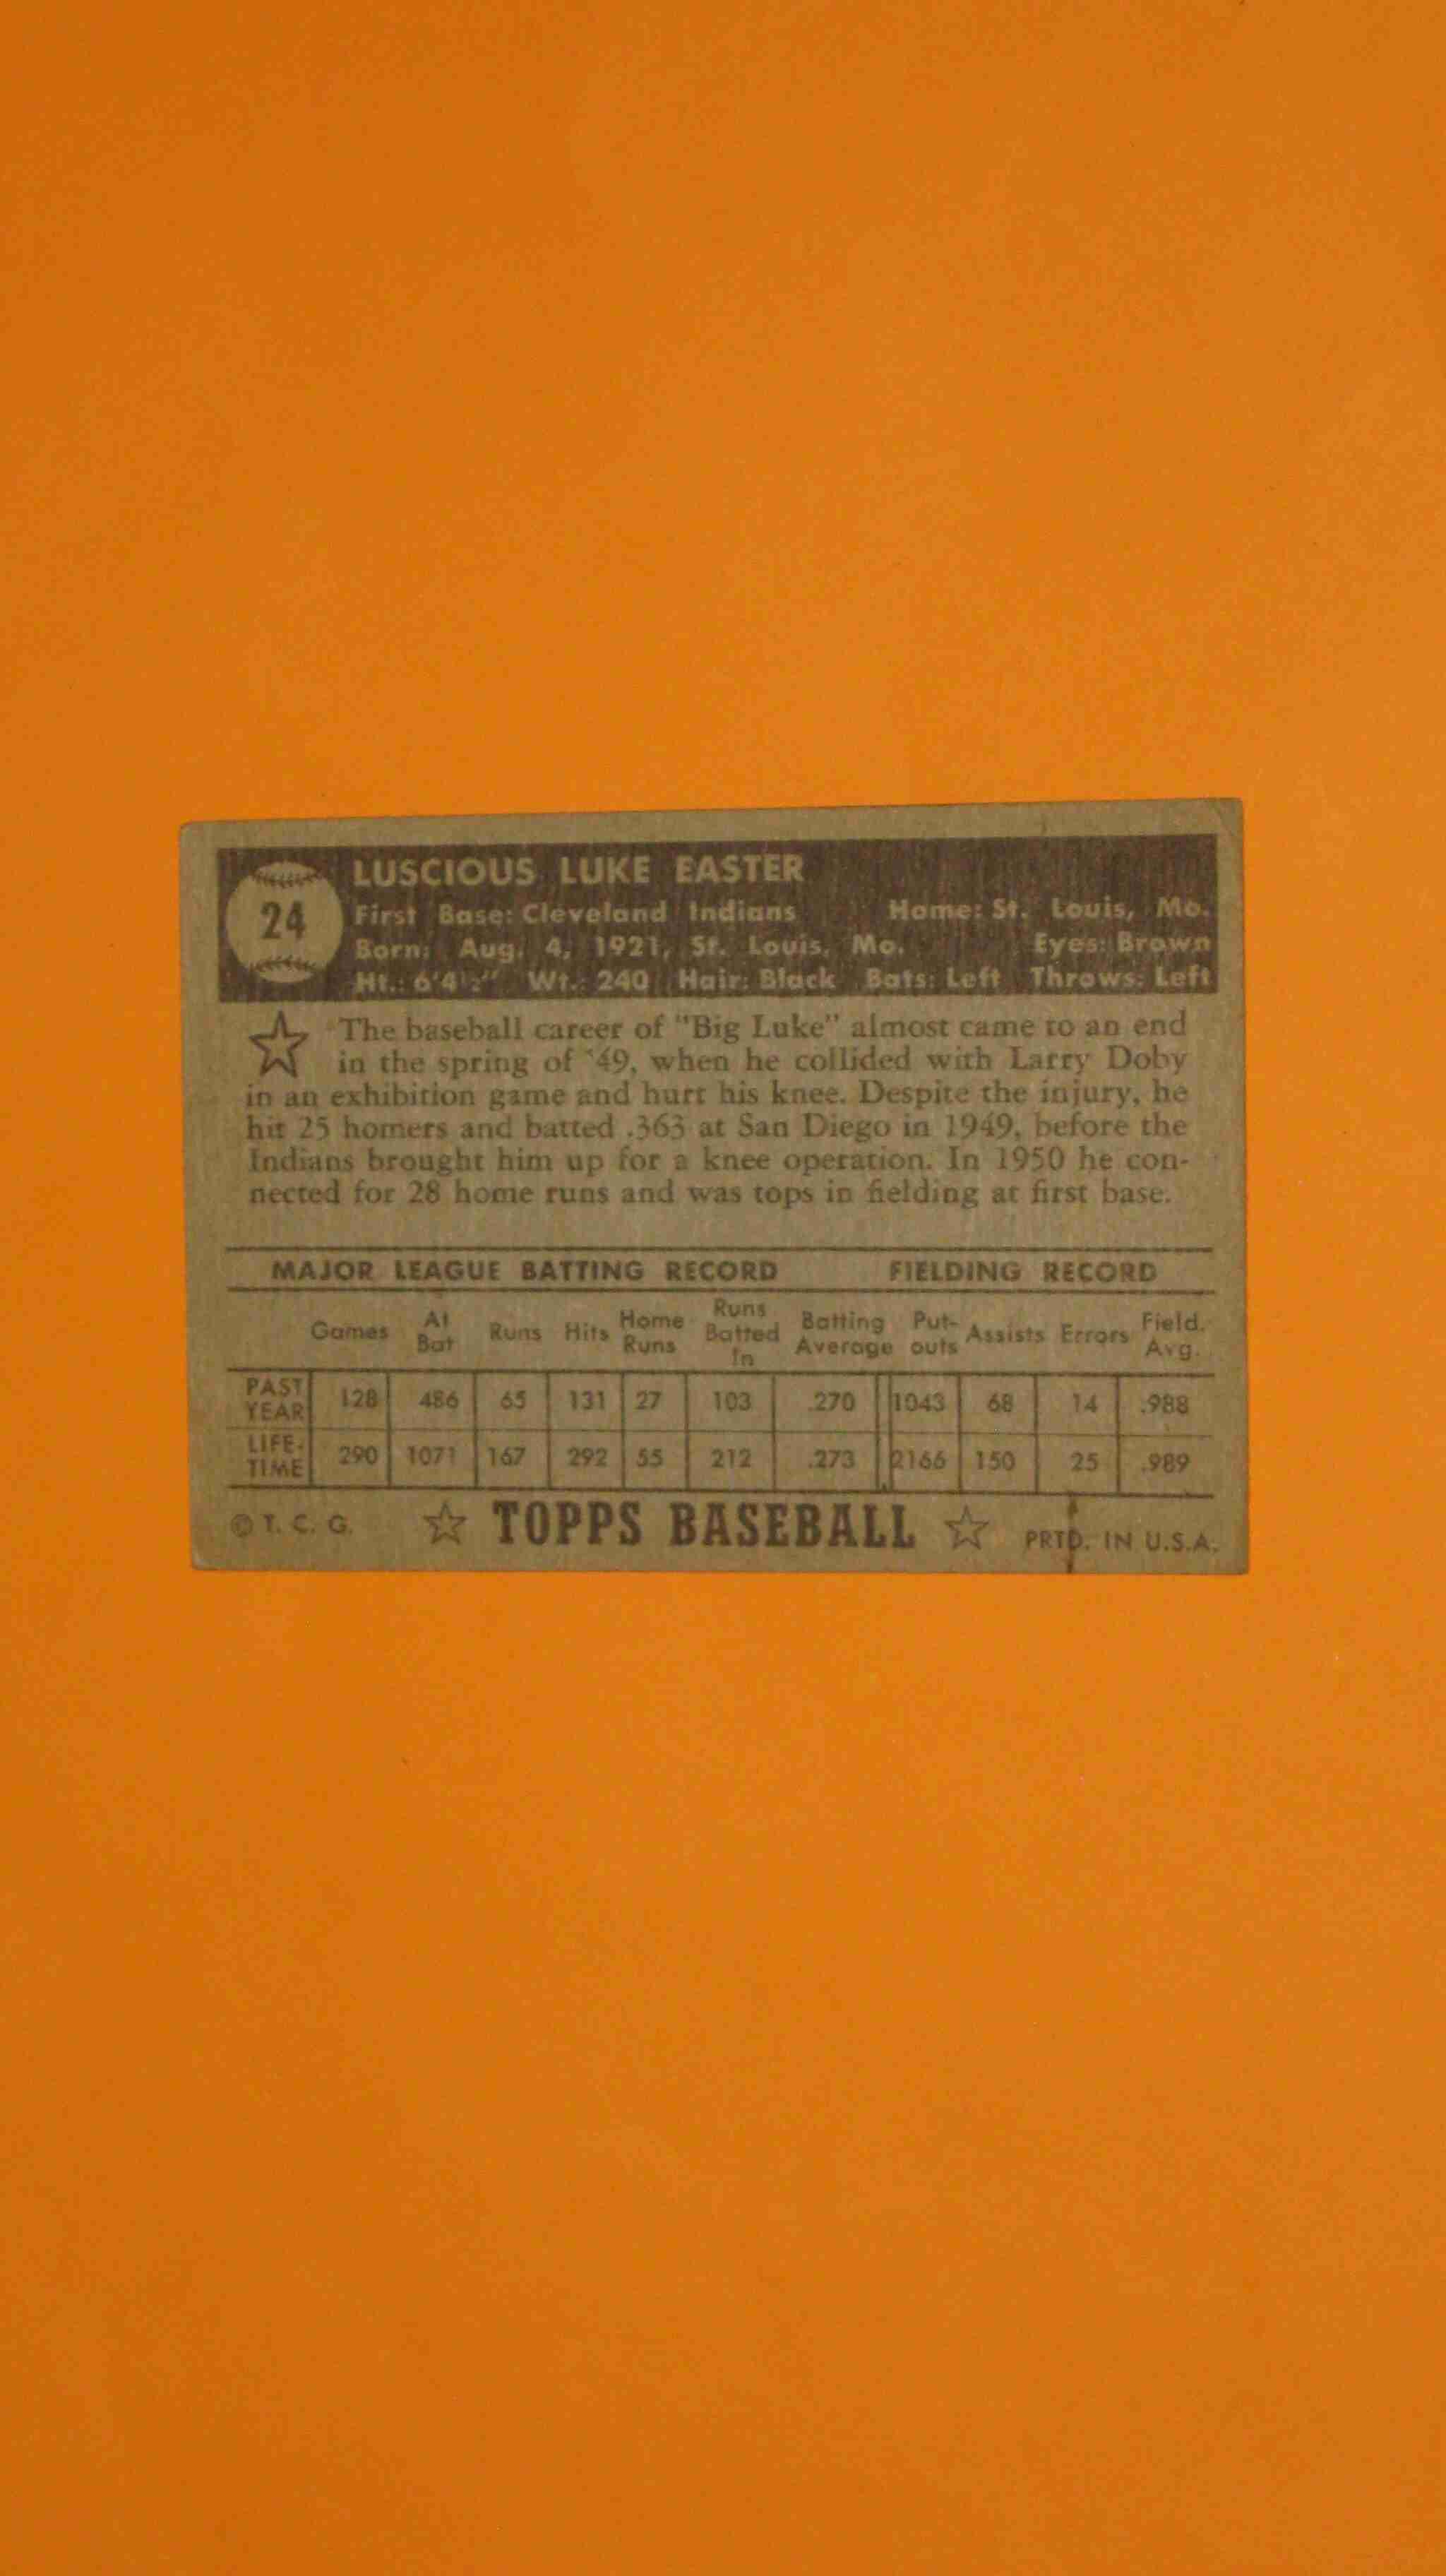 24
LUSCIOUS LUKE EASTER
First Base: Cleveland Indians Home: St. Louis, Mo.
Born: Aug. 4, 1921, St. Louis, Mo. Eyes: Brown
Ht.: 6'4½" Wt.: 240 Hair: Black Bats: Left Throws: Left
The baseball career of "Big Luke" almost came to an end
in the spring of '49, when he collided with Larry Doby
in an exhibition game and hurt his knee. Despite the injury, he
hit 25 homers and batted .363 at San Diego in 1949, before the
Indians brought him up for a knee operation. In 1950 he con-
nected for 28 home runs and was tops in fielding at first base.
MAJOR LEAGUE BATTING RECORD FIELDING RECORD
Games At Bat Runs Hits Home Runs Runs Batted In Batting Average Put-outs Assists Errors Field. Avg.
PAST YEAR 128 486 65 131 27 103 .270 1043 68 14 .988
LIFE-TIME 290 1071 167 292 55 212 .273 2166 150 25 .989
© T. C. G. TOPPS BASEBALL PRTD. IN U.S.A.